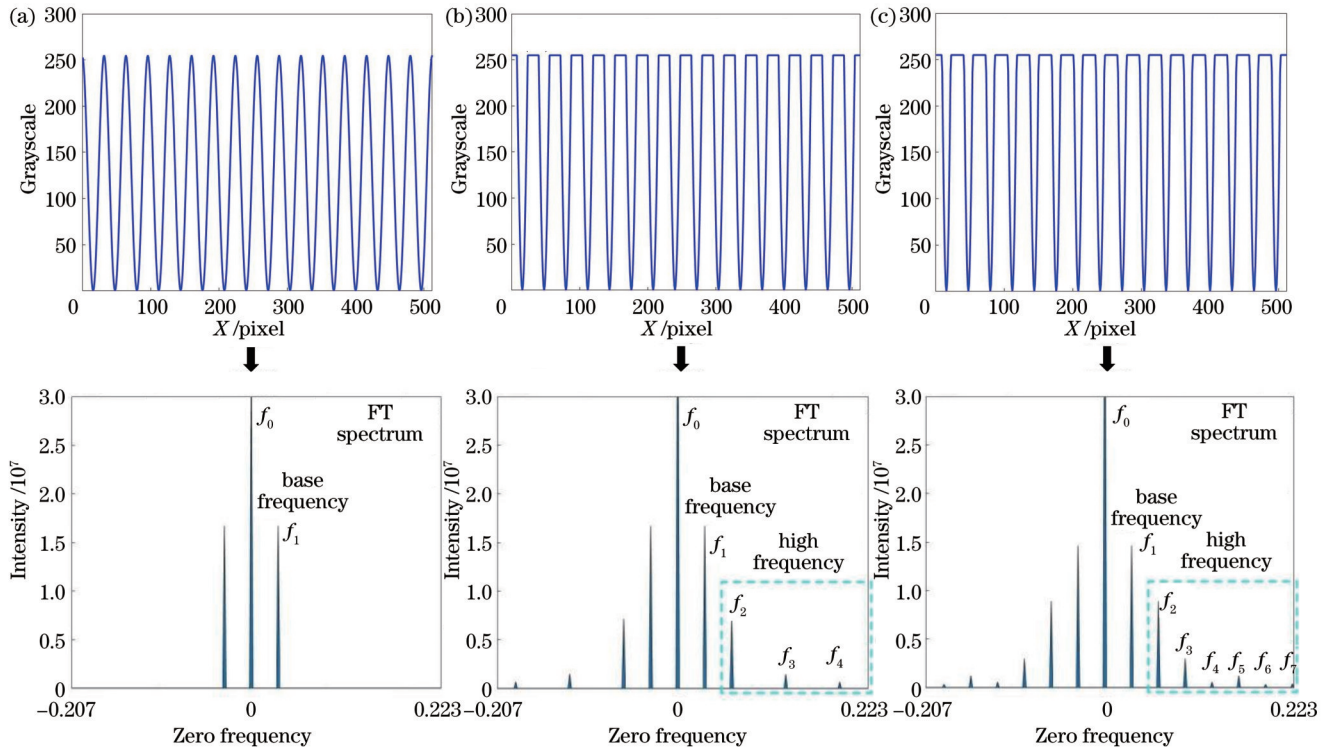 (a)
300
250
200
150
100
50
0
100
200
300
400
500
Grayscale
X /pixel
(b)
300
250
200
150
100
50
0
100
200
300
400
500
Grayscale
X /pixel
(c)
300
250
200
150
100
50
0
100
200
300
400
500
Grayscale
X /pixel
3.0
2.5
2.0
1.5
1.0
0.5
0
Intensity /10⁷
f₀
FT
spectrum
base
frequency
f₁
−0.207
0
0.223
Zero frequency
3.0
2.5
2.0
1.5
1.0
0.5
0
Intensity /10⁷
f₀
FT
spectrum
base
frequency
f₁
high
frequency
f₂
f₃
f₄
−0.207
0
0.223
Zero frequency
3.0
2.5
2.0
1.5
1.0
0.5
0
Intensity /10⁷
f₀
FT
spectrum
base
frequency
f₁
high
frequency
f₂
f₃
f₄
f₅
f₆
f₇
−0.207
0
0.223
Zero frequency